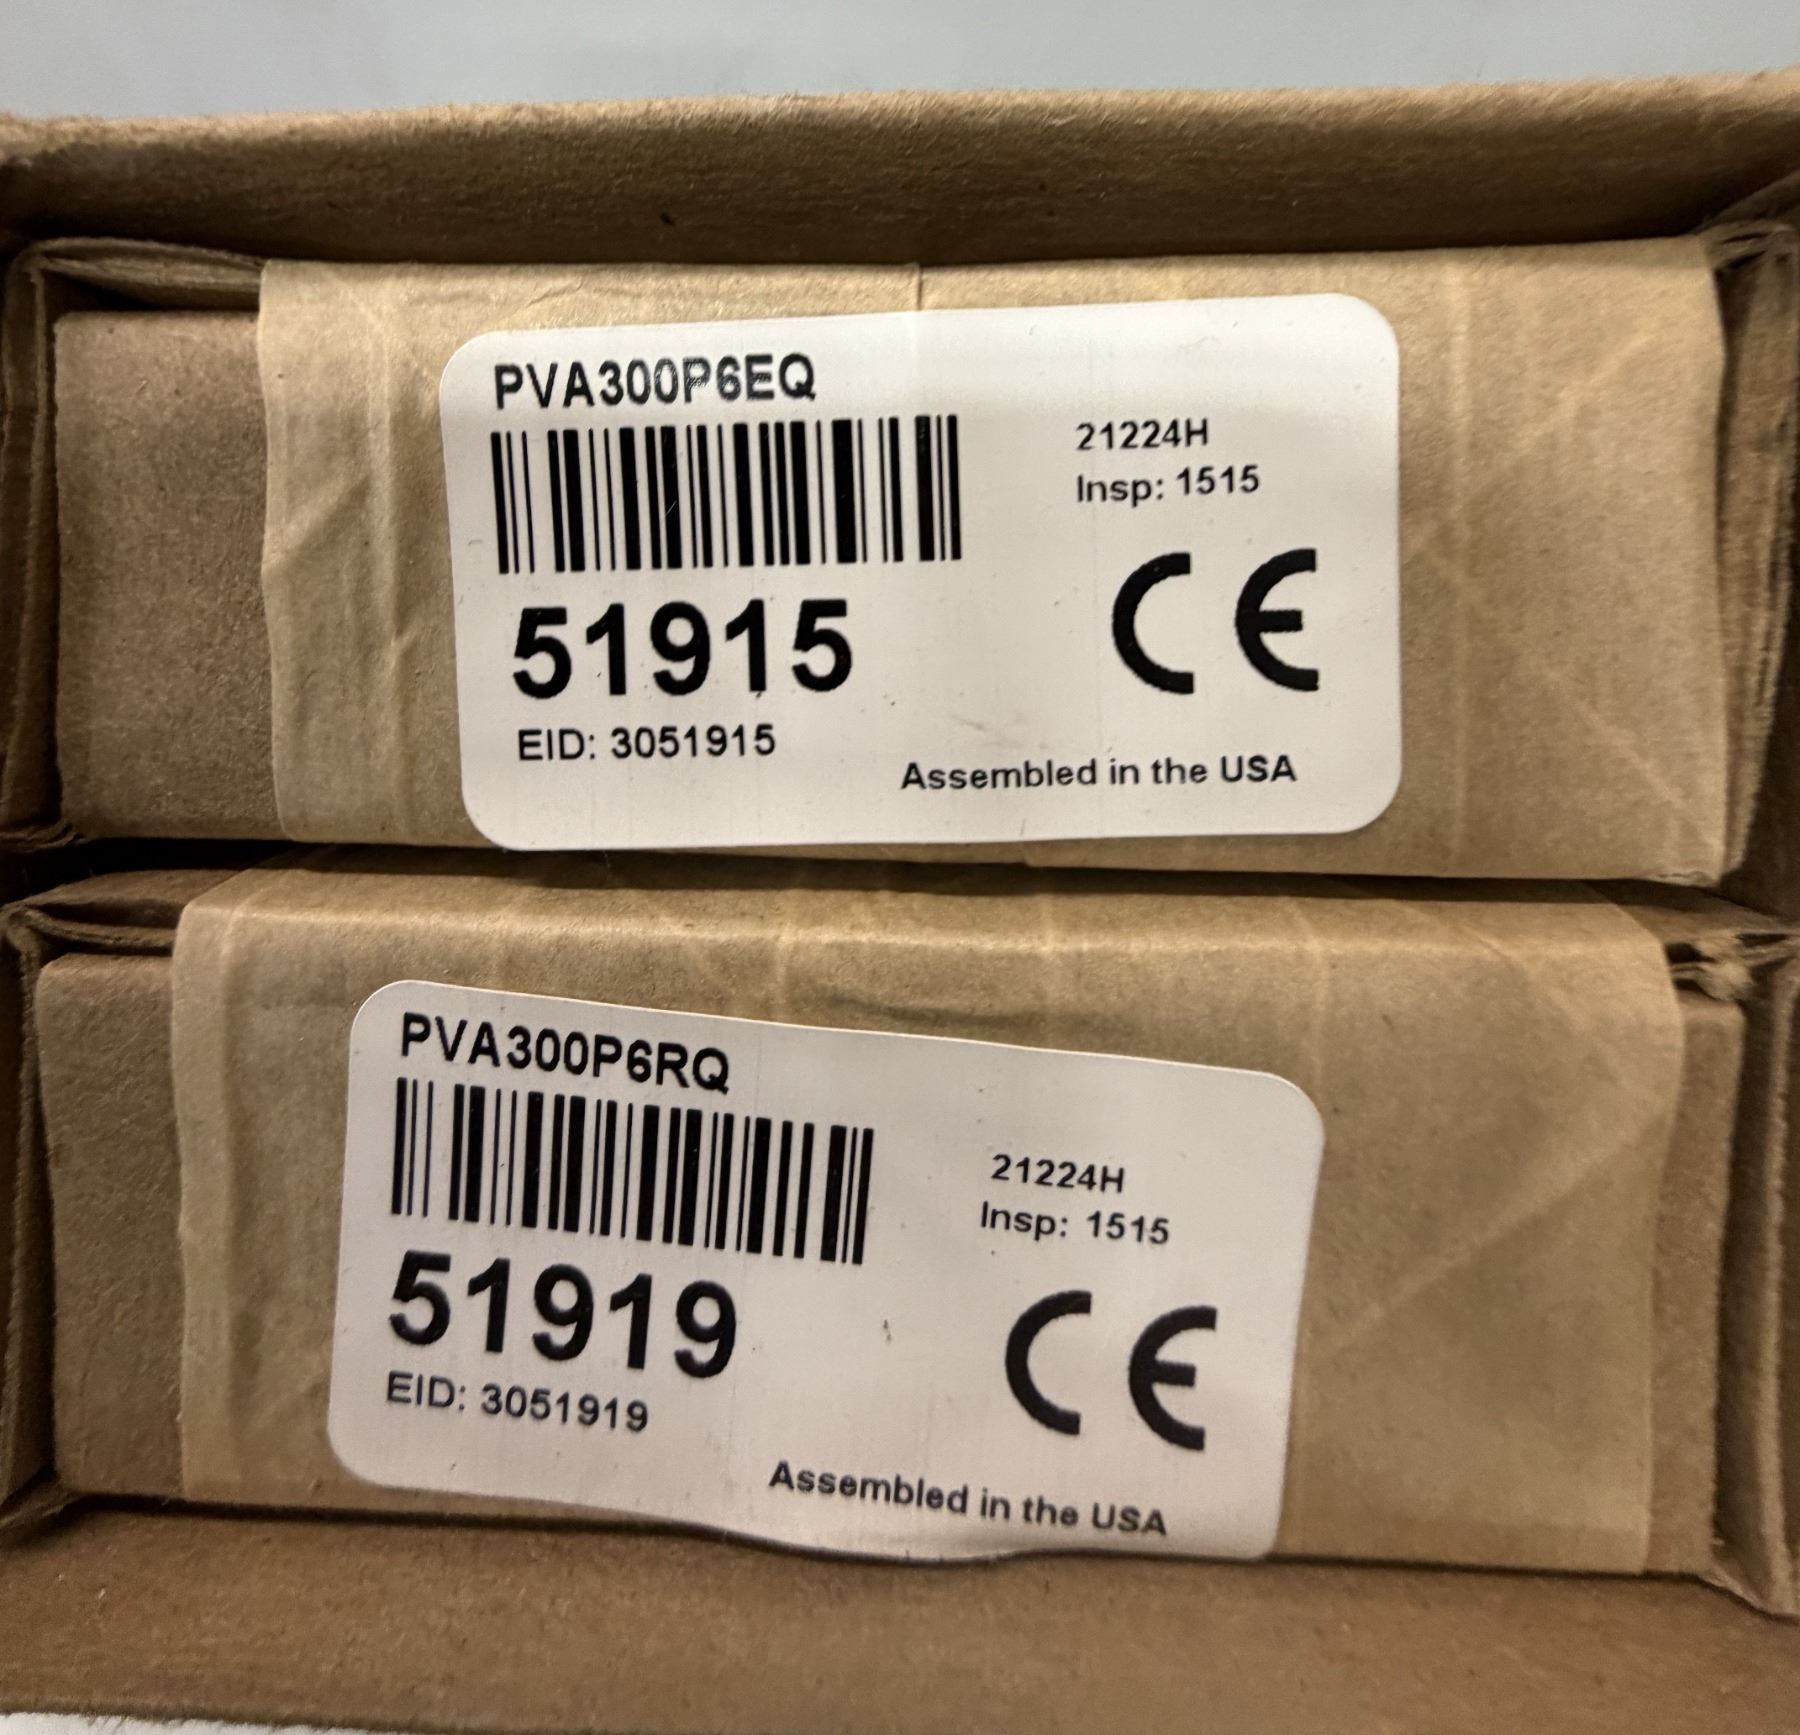 PVA300P6EQ
21224H
Insp: 1515
51915
CE
EID: 3051915
Assembled in the USA
PVA300P6RQ
21224H
Insp: 1515
51919
CE
EID: 3051919
Assembled in the USA